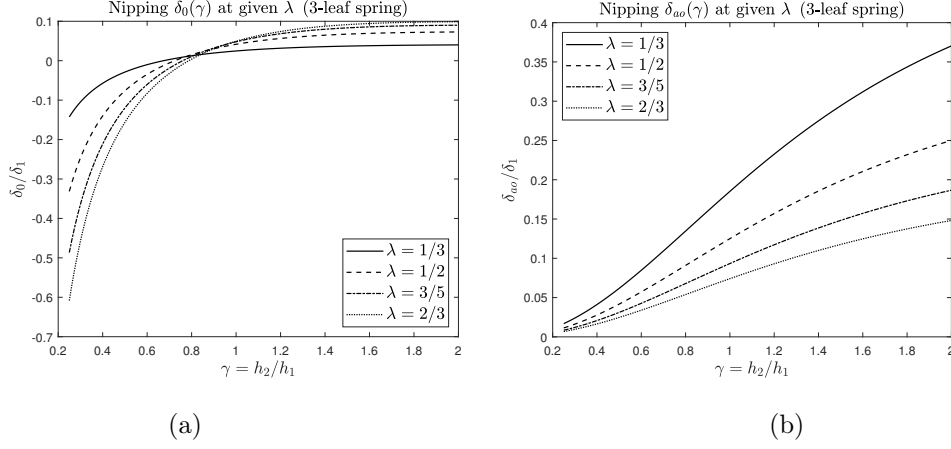 Nipping δ₀(γ) at given λ (3-leaf spring)
0.1
0
-0.1
-0.2
-0.3
-0.4
-0.5
-0.6
-0.7
δ₀/δ₁
λ = 1/3
λ = 1/2
λ = 3/5
λ = 2/3
0.2 0.4 0.6 0.8 1 1.2 1.4 1.6 1.8 2
γ = h₂/h₁
(a)
Nipping δₐₒ(γ) at given λ (3-leaf spring)
0.4
0.35
0.3
0.25
0.2
0.15
0.1
0.05
0
δₐₒ/δ₁
λ = 1/3
λ = 1/2
λ = 3/5
λ = 2/3
0.2 0.4 0.6 0.8 1 1.2 1.4 1.6 1.8 2
γ = h₂/h₁
(b)